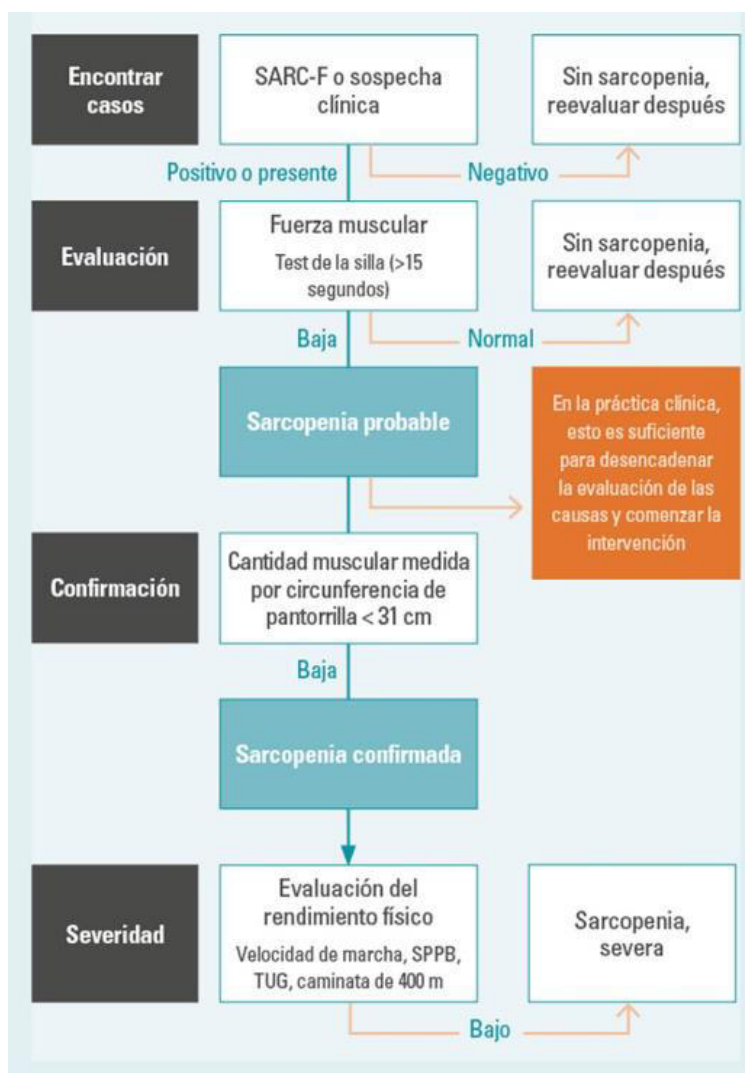 Encontrar
casos
SARC-F o sospecha
clínica
Sin sarcopenia,
reevaluar después
Positivo o presente
Negativo
Evaluación
Fuerza muscular
Test de la silla (>15
segundos)
Sin sarcopenia,
reevaluar después
Baja
Normal
Sarcopenia probable
En la práctica clínica,
esto es suficiente
para desencadenar
la evaluación de las
causas y comenzar la
intervención
Confirmación
Cantidad muscular medida
por circunferencia de
pantorrilla < 31 cm
Baja
Sarcopenia confirmada
Severidad
Evaluación del
rendimiento físico
Velocidad de marcha, SPPB,
TUG, caminata de 400 m
Sarcopenia,
severa
Bajo